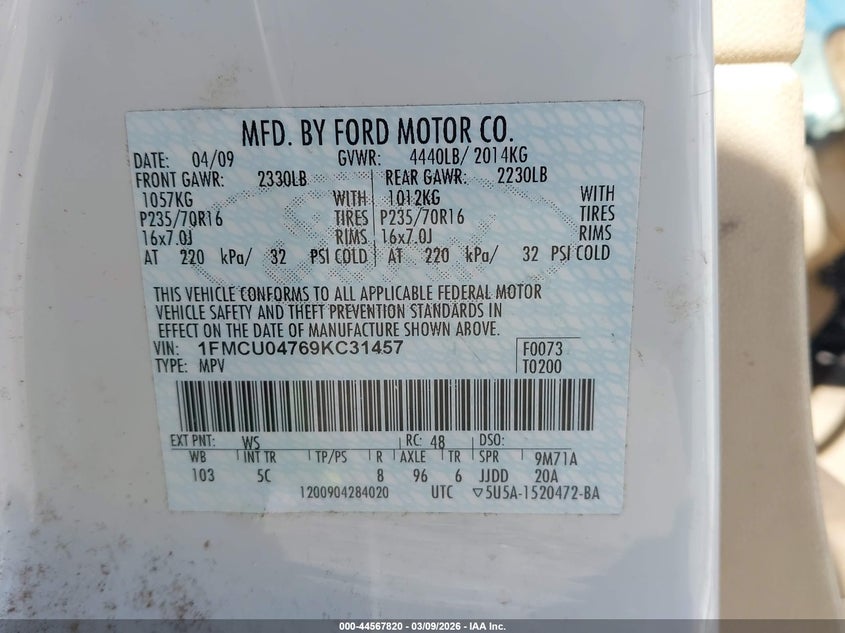 MFD. BY FORD MOTOR CO.
DATE: 04/09 GVWR: 4440LB/ 2014KG
FRONT GAWR: 2330LB REAR GAWR: 2230LB
1057KG WITH 1012KG WITH
P235/70R16 TIRES P235/70R16 TIRES
16x7.0J RIMS 16x7.0J RIMS
AT 220 kPa/ 32 PSI COLD AT 220 kPa/ 32 PSI COLD
THIS VEHICLE CONFORMS TO ALL APPLICABLE FEDERAL MOTOR
VEHICLE SAFETY AND THEFT PREVENTION STANDARDS IN
EFFECT ON THE DATE OF MANUFACTURE SHOWN ABOVE.
VIN: 1FMCU04769KC31457 F0073
TYPE: MPV T0200
EXT PNT: WS RC: 48 DSO:
WB INT TR TP/PS R AXLE TR SPR 9M71A
103 5C 8 96 6 JJDD 20A
1200904284020 UTC ▽5U5A-1520472-BA
000-44567820 | 03/09/2026 | IAA Inc.